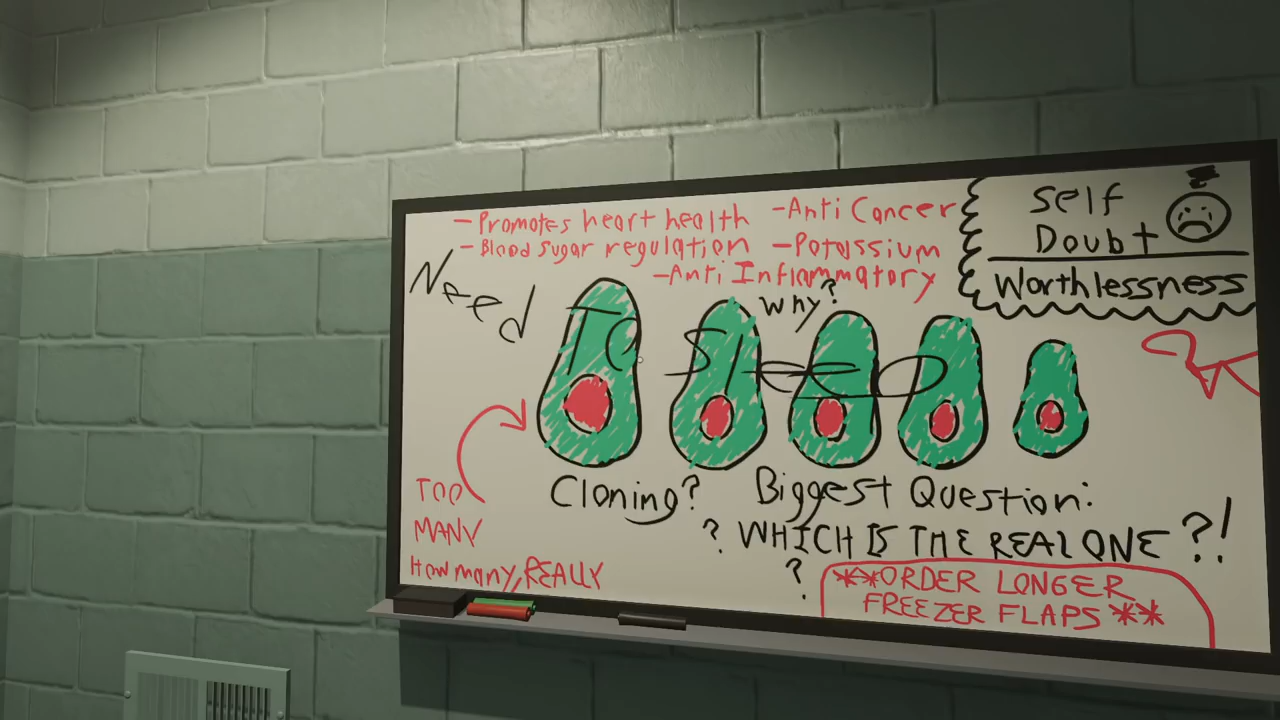 -Promotes heart health
-Blood sugar regulation
-Anti Cancer
-Potassium
-Anti Inflammatory
Self
Doubt
Worthlessness
Need To Sleep
Why?
TOO
MANY
How many, REALLY
Cloning?
Biggest Question:
? WHICH IS THE REAL ONE ?!
?
**ORDER LONGER
FREEZER FLAPS **